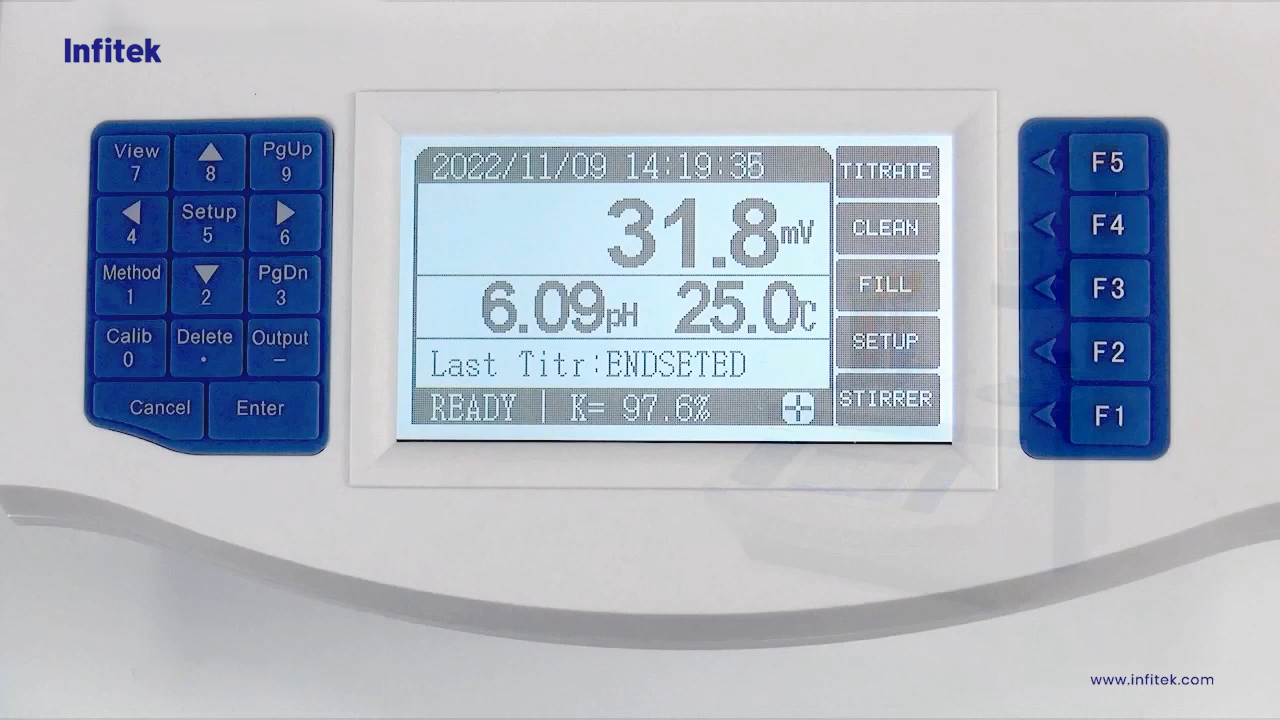 Infitek
View
7
8
PgUp
9
4
Setup
5
6
Method
1
2
PgDn
3
Calib
0
Delete
.
Output
–
Cancel
Enter
2022/11/09 14:19:35
31.8mV
6.09pH 25.0℃
Last Titr:ENDSETED
READY | K= 97.6%
TITRATE
CLEAN
FILL
SETUP
STIRRER
F5
F4
F3
F2
F1
www.infitek.com